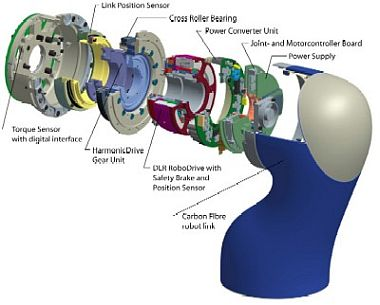 Link Position Sensor
Cross Roller Bearing
Power Converter Unit
Joint- and Motorcontroller Board
Power Supply
Torque Sensor
with digital interface
HarmonicDrive
Gear Unit
DLR RoboDrive with
Safety Brake and
Position Sensor
Carbon Fibre
robot link